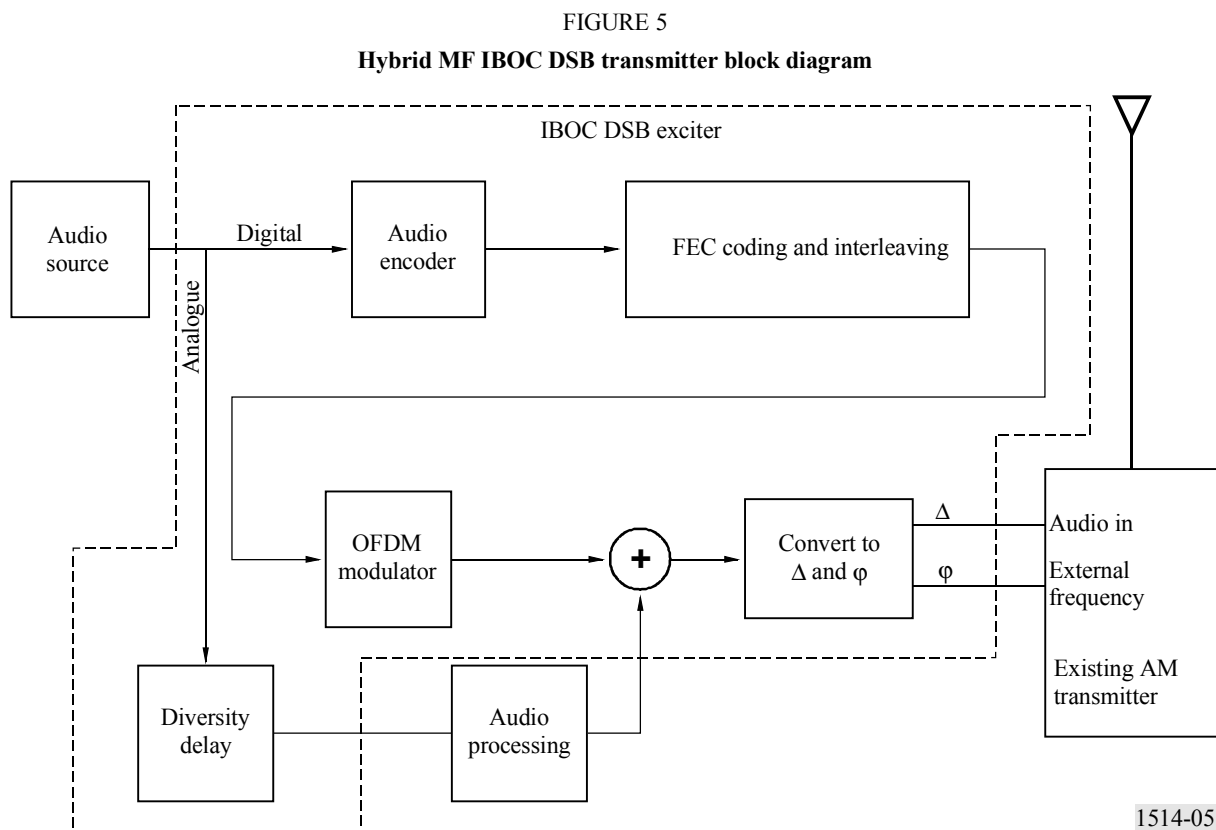 FIGURE 5
Hybrid MF IBOC DSB transmitter block diagram
IBOC DSB exciter
Audio
source
Digital
Analogue
Audio
encoder
FEC coding and interleaving
OFDM
modulator
+
Convert to
Δ and φ
Δ
φ
Audio in
External
frequency
Existing AM
transmitter
Diversity
delay
Audio
processing
1514-05